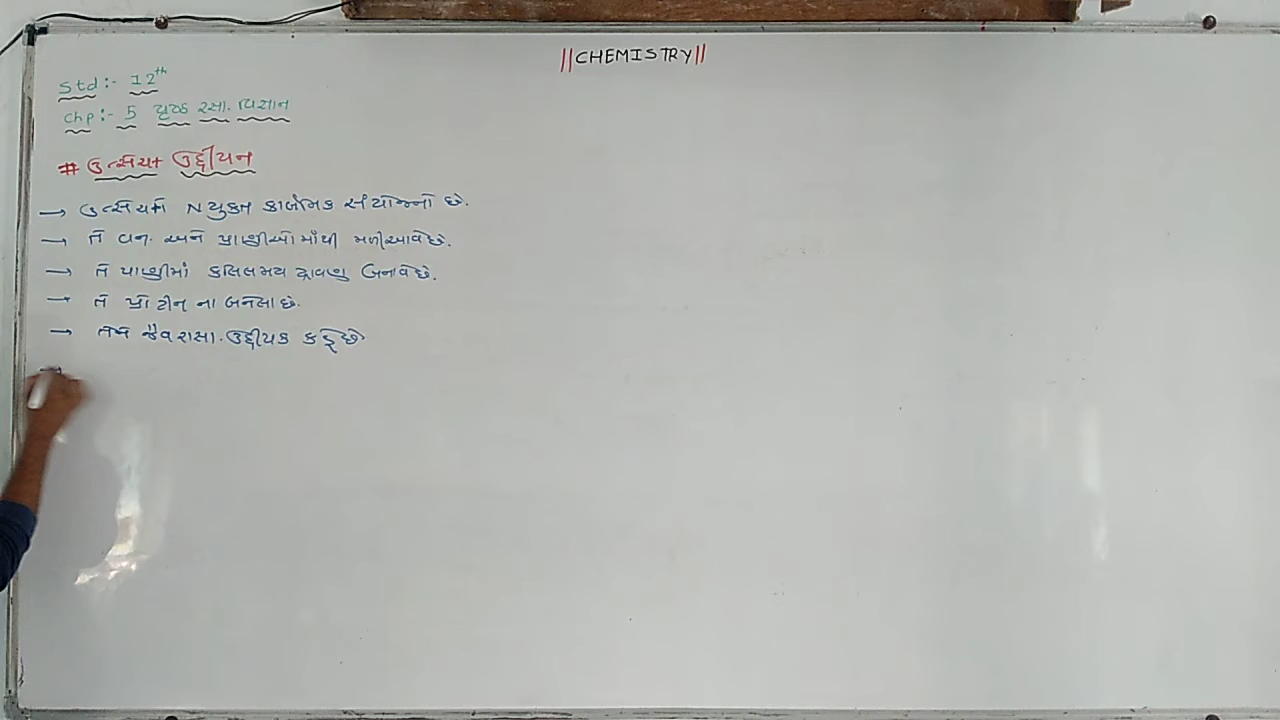 ||CHEMISTRY||
Std :- 12th
Chp :- 5 પૃષ્ઠ રસા. વિજ્ઞાન
# ઉત્સેચક ઉદ્દીપન
→ ઉત્સેચકો N યુક્ત કાર્બનિક સંયોજનો છે.
→ તે વન. અને પ્રાણીઓમાંથી મળી આવે છે.
→ તે પાણીમાં કલિલમય દ્રાવણ બનાવે છે.
→ તે પ્રોટીન ના બનેલા છે.
→ તેને જૈવરાસા. ઉદ્દીપક કહે છે
→